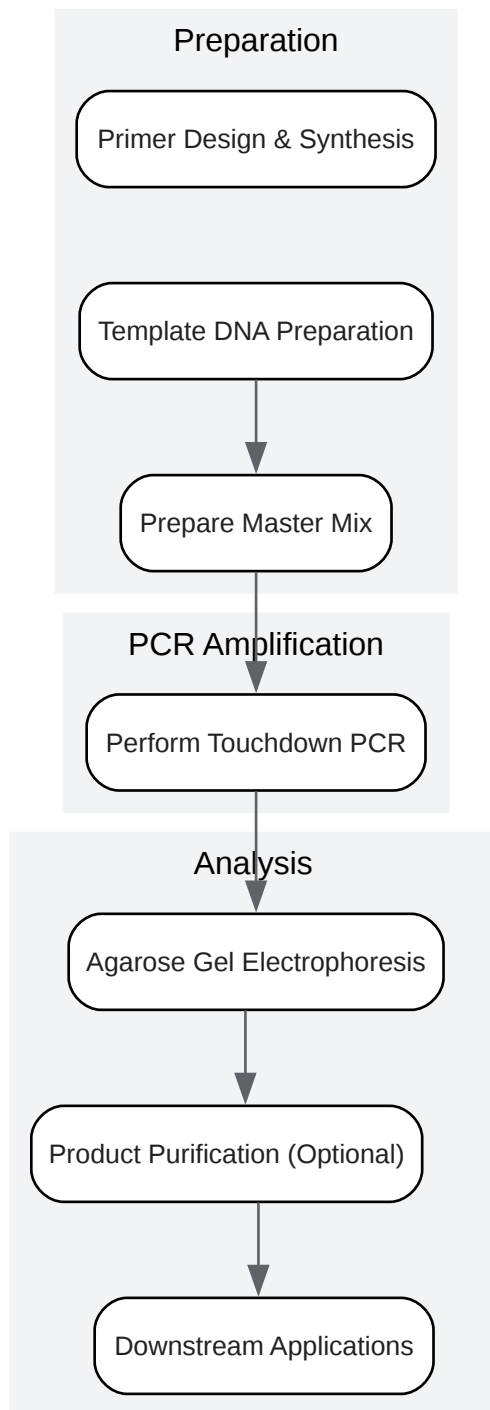 Preparation
Primer Design & Synthesis
Template DNA Preparation
Prepare Master Mix
PCR Amplification
Perform Touchdown PCR
Analysis
Agarose Gel Electrophoresis
Product Purification (Optional)
Downstream Applications